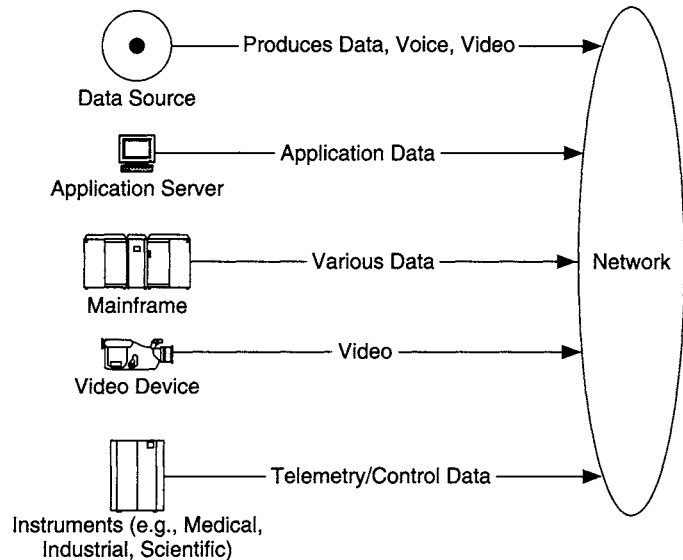 Produces Data, Voice, Video
Data Source
Application Data
Application Server
Various Data
Network
Mainframe
Video
Video Device
Telemetry/Control Data
Instruments (e.g., Medical,
Industrial, Scientific)